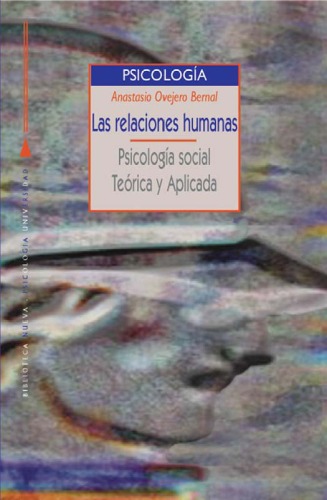 PSICOLOGÍA
Anastasio Ovejero Bernal
Las relaciones humanas
Psicología social
Teórica y Aplicada
BIBLIOTECA NUEVA PSICOLOGÍA UNIVERSIDAD